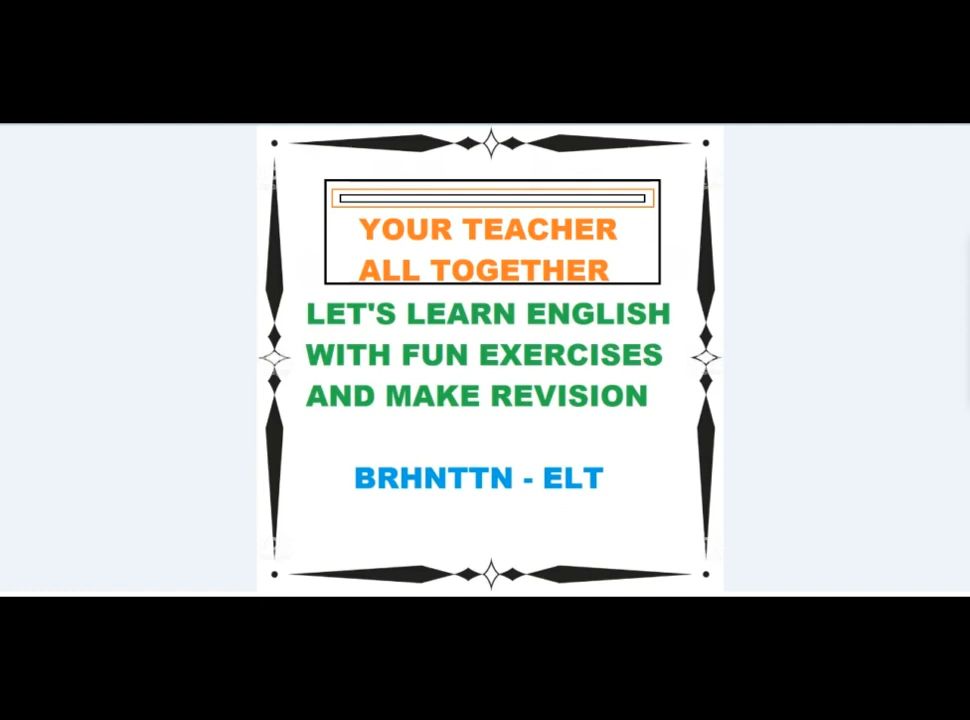 YOUR TEACHER
ALL TOGETHER
LET'S LEARN ENGLISH
WITH FUN EXERCISES
AND MAKE REVISION
BRHNTTN - ELT